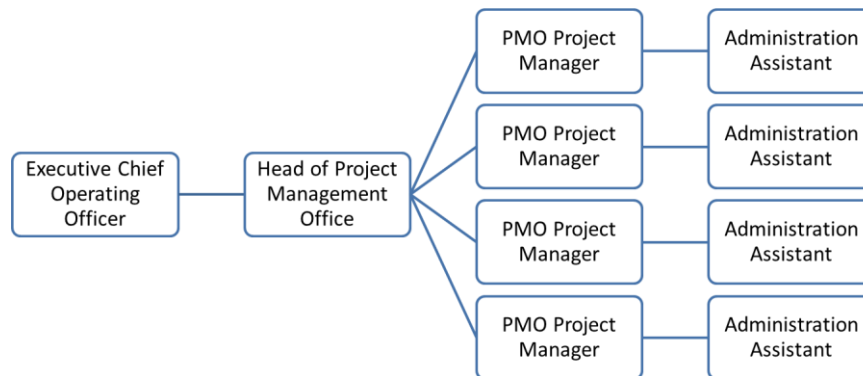 PMO Project
Manager
Administration
Assistant
PMO Project
Manager
Administration
Assistant
Executive Chief
Operating
Officer
Head of Project
Management
Office
PMO Project
Manager
Administration
Assistant
PMO Project
Manager
Administration
Assistant